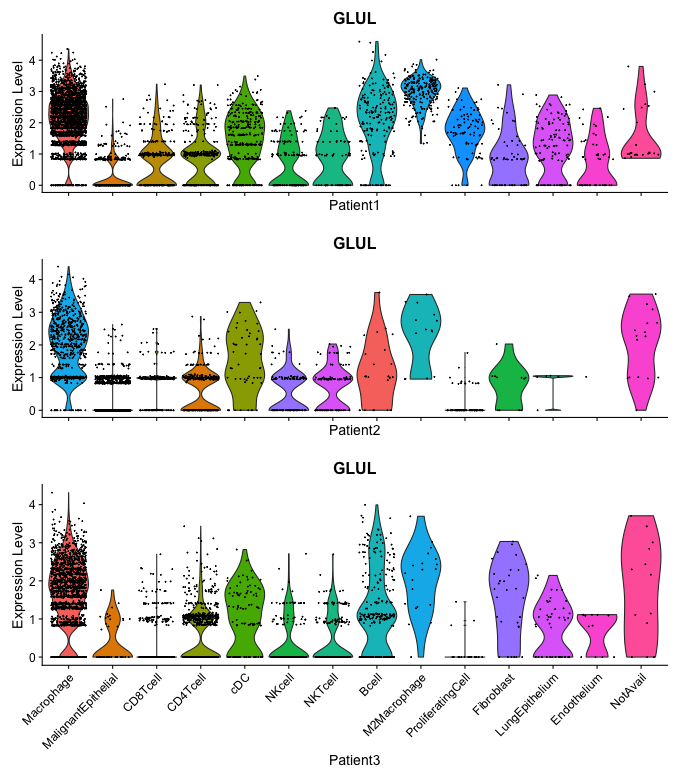 GLUL
Expression Level
4
3
2
1
0
Patient1
GLUL
Expression Level
4
3
2
1
0
Patient2
GLUL
Expression Level
4
3
2
1
0
Macrophage
MalignantEpithelial
CD8Tcell
CD4Tcell
cDC
NKcell
NKTcell
Bcell
M2Macrophage
ProliferatingCell
Fibroblast
LungEpithelium
Endothelium
NotAvail
Patient3